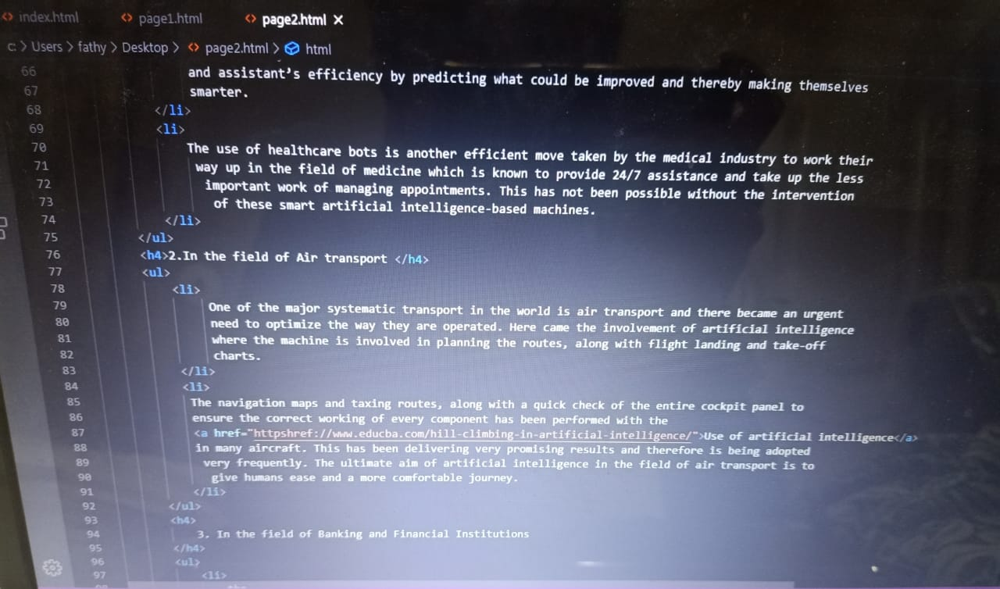 index.html page1.html page2.html ×
c: > Users > fathy > Desktop > page2.html > html
66 and assistant's efficiency by predicting what could be improved and thereby making themselves
67 smarter.
68 </li>
69 <li>
70 The use of healthcare bots is another efficient move taken by the medical industry to work their
71 way up in the field of medicine which is known to provide 24/7 assistance and take up the less
72 important work of managing appointments. This has not been possible without the intervention
73 of these smart artificial intelligence-based machines.
74 </li>
75 </ul>
76 <h4>2.In the field of Air transport </h4>
77 <ul>
78 <li>
79 One of the major systematic transport in the world is air transport and there became an urgent
80 need to optimize the way they are operated. Here came the involvement of artificial intelligence
81 where the machine is involved in planning the routes, along with flight landing and take-off
82 charts.
83 </li>
84 <li>
85 The navigation maps and taxing routes, along with a quick check of the entire cockpit panel to
86 ensure the correct working of every component has been performed with the
87 <a href="httpshref://www.educba.com/hill-climbing-in-artificial-intelligence/">Use of artificial intelligence</a>
88 in many aircraft. This has been delivering very promising results and therefore is being adopted
89 very frequently. The ultimate aim of artificial intelligence in the field of air transport is to
90 give humans ease and a more comfortable journey.
91 </li>
92 </ul>
93 <h4>
94 3. In the field of Banking and Financial Institutions
95 </h4>
96 <ul>
97 <li>